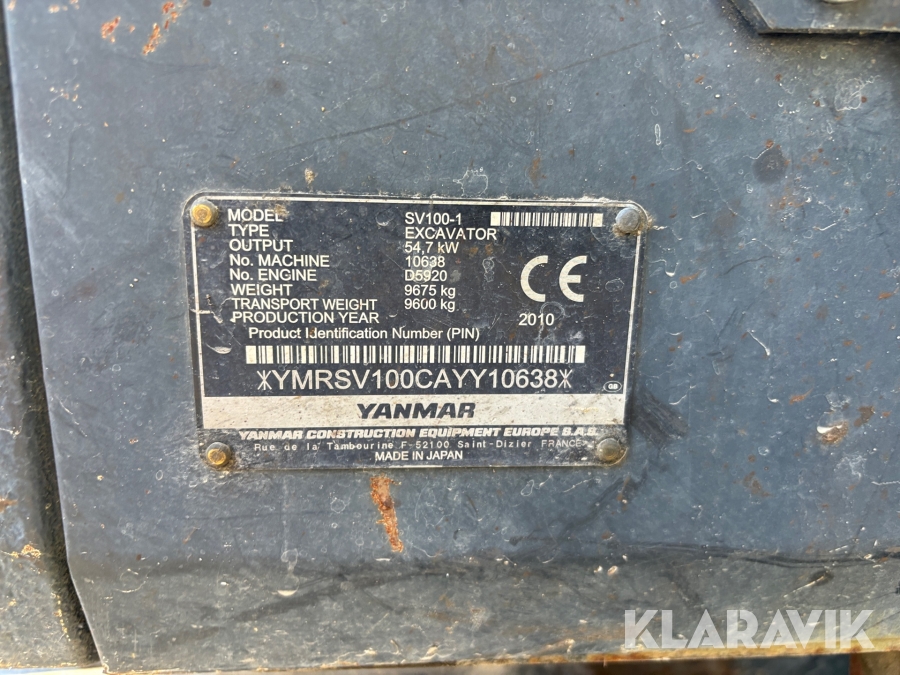 MODEL SV100-1
TYPE EXCAVATOR
OUTPUT 54,7 kW
No. MACHINE 10638
No. ENGINE D5920
WEIGHT 9675 kg
TRANSPORT WEIGHT 9600 kg
PRODUCTION YEAR 2010
CE
Product Identification Number (PIN)
*YMRSV100CAYY10638*
GB
YANMAR
YANMAR CONSTRUCTION EQUIPMENT EUROPE S.A.S.
Rue de la Tambourine F-52100 Saint-Dizier FRANCE
MADE IN JAPAN
KLARAVIK